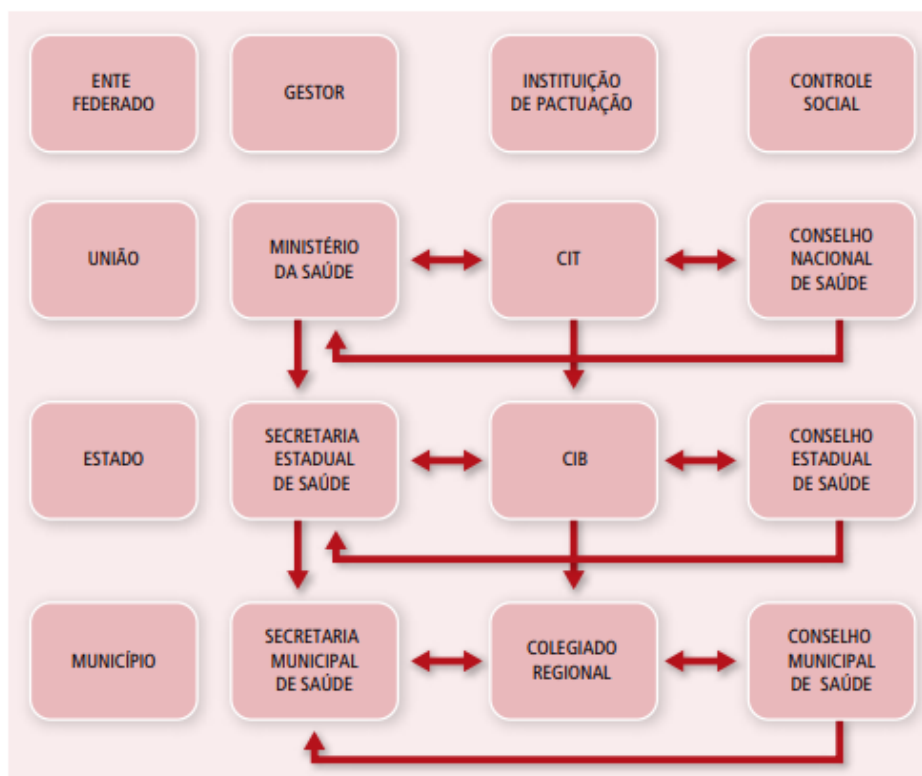 ENTE
FEDERADO
GESTOR
INSTITUIÇÃO
DE PACTUAÇÃO
CONTROLE
SOCIAL
UNIÃO
MINISTÉRIO
DA SAÚDE
CIT
CONSELHO
NACIONAL
DE SAÚDE
ESTADO
SECRETARIA
ESTADUAL
DE SAÚDE
CIB
CONSELHO
ESTADUAL
DE SAÚDE
MUNICÍPIO
SECRETARIA
MUNICIPAL
DE SAÚDE
COLEGIADO
REGIONAL
CONSELHO
MUNICIPAL
DE SAÚDE